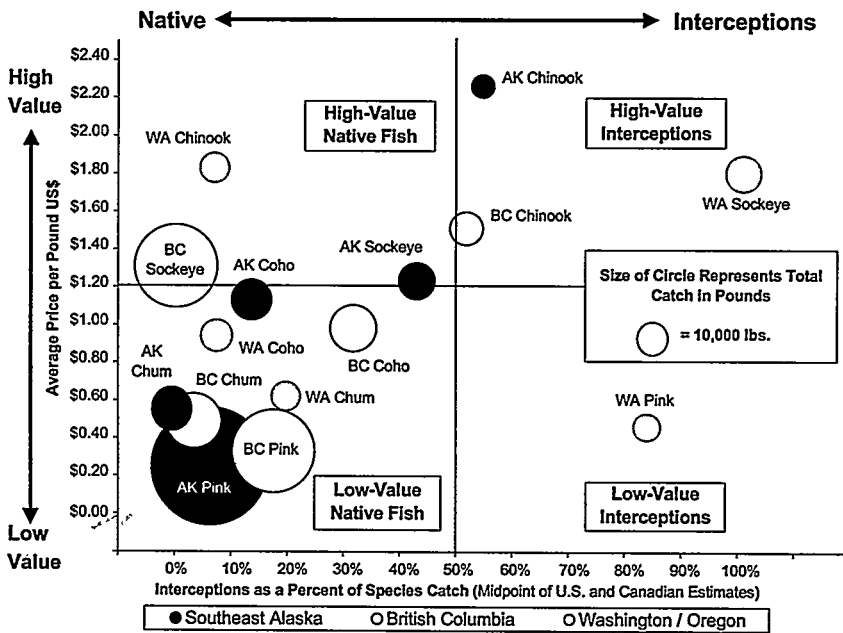 Native
Interceptions
High
Value
Low
Value
Average Price per Pound US$
$2.40
$2.20
$2.00
$1.80
$1.60
$1.40
$1.20
$1.00
$0.80
$0.60
$0.40
$0.20
$0.00
AK Chinook
High-Value
Native Fish
High-Value
Interceptions
WA Chinook
WA Sockeye
BC Chinook
BC
Sockeye
AK Coho
AK Sockeye
Size of Circle Represents Total
Catch in Pounds
= 10,000 lbs.
WA Coho
BC Coho
AK
Chum
BC Chum
WA Chum
WA Pink
BC Pink
AK Pink
Low-Value
Native Fish
Low-Value
Interceptions
0% 10% 20% 30% 40% 50% 60% 70% 80% 90% 100%
Interceptions as a Percent of Species Catch (Midpoint of U.S. and Canadian Estimates)
Southeast Alaska
British Columbia
Washington / Oregon